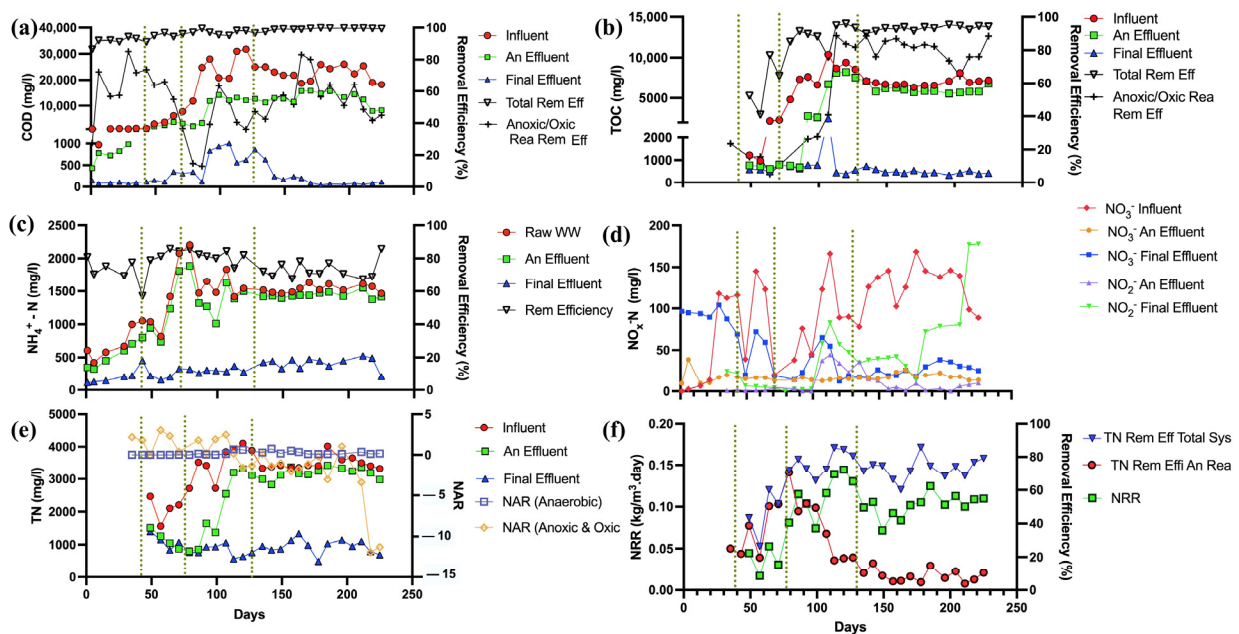 (a)
COD (mg/l)
40,000
30,000
20,000
10,000
1000
500
0
100
80
60
40
20
0
Removal Efficiency (%)
Influent
An Effluent
Final Effluent
Total Rem Eff
Anoxic/Oxic
Rea Rem Eff
(b)
TOC (mg/l)
15,000
10,000
5000
2000
1000
0
100
80
60
40
20
0
Removal Efficiency (%)
Influent
An Effluent
Final Effluent
Total Rem Eff
Anoxic/Oxic Rea
Rem Eff
(c)
NH₄⁺ - N (mg/l)
2500
2000
1500
1000
500
0
100
80
60
40
20
0
Removal Efficiency (%)
Raw WW
An Effluent
Final Effluent
Rem Efficiency
(d)
NOₓ⁻N (mg/l)
200
150
100
50
0
NO₃⁻ Influent
NO₃⁻ An Effluent
NO₃⁻ Final Effluent
NO₂⁻ An Effluent
NO₂⁻ Final Effluent
(e)
TN (mg/l)
5000
4000
3000
2000
1000
0
5
0
−5
−10
−15
NAR
0
50
100
150
200
250
Days
Influent
An Effluent
Final Effluent
NAR (Anaerobic)
NAR (Anoxic & Oxic
(f)
NRR (kg/m³.day)
0.20
0.15
0.10
0.05
0.00
100
80
60
40
20
0
Removal Efficiency (%)
0
50
100
150
200
250
Days
TN Rem Eff Total Sys
TN Rem Effi An Rea
NRR